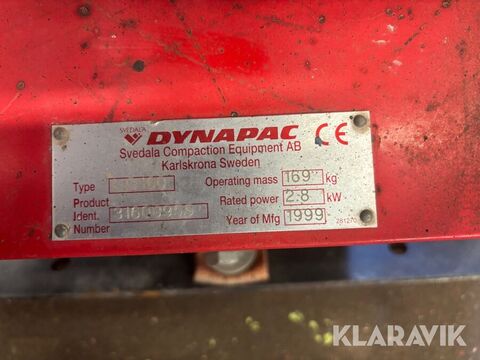 SVEDALA DYNAPAC CE
Svedala Compaction Equipment AB
Karlskrona Sweden
Type Operating mass 169 kg
Product Rated power 2.8 kW
Ident.
Number Year of Mfg 1999
KLARAVIK